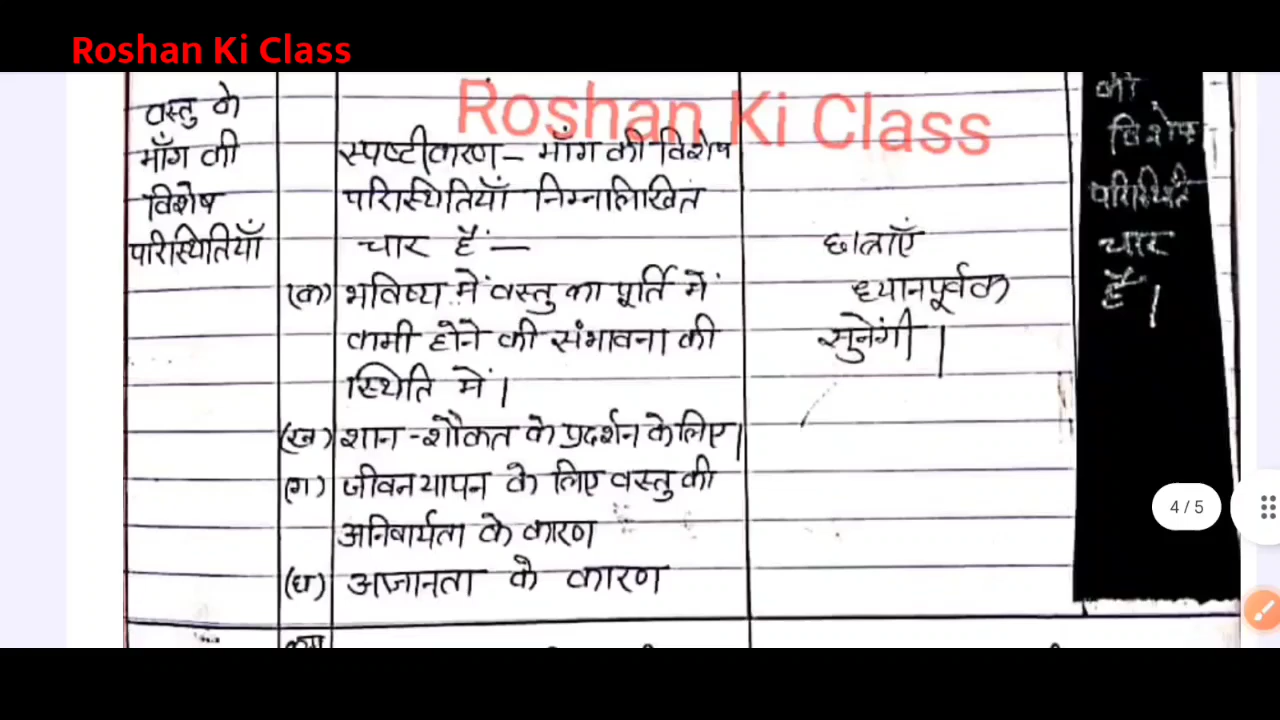 Roshan Ki Class
Roshan Ki Class
वस्तु के
माँग की
विशेष
परिस्थितियाँ
स्पष्टीकरण - माँग की विशेष
परिस्थितियाँ निम्नलिखित
चार हैं: —
(क) भविष्य में वस्तु का पूर्ति में
कमी होने की संभावना की
स्थिति में।
(ख) शान - शौकत के प्रदर्शन के लिए।
(ग) जीवनयापन के लिए वस्तु की
अनिवार्यता के कारण
(घ) अज्ञानता के कारण
छात्राएँ
ध्यानपूर्वक
सुनेंगी।
की
विशेष
परिस्थिति
चार
हैं।
4 / 5